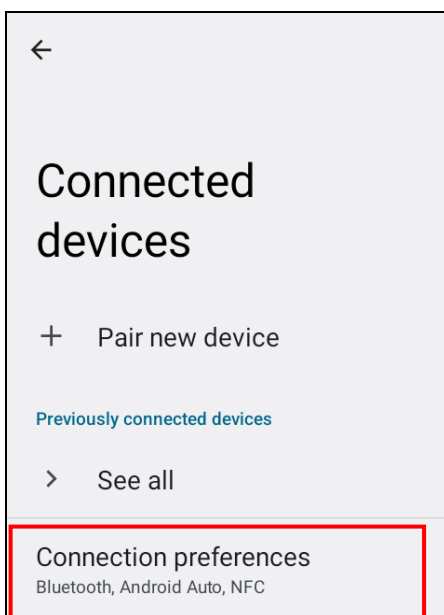 Connected
devices
Pair new device
Previously connected devices
See all
Connection preferences
Bluetooth, Android Auto, NFC